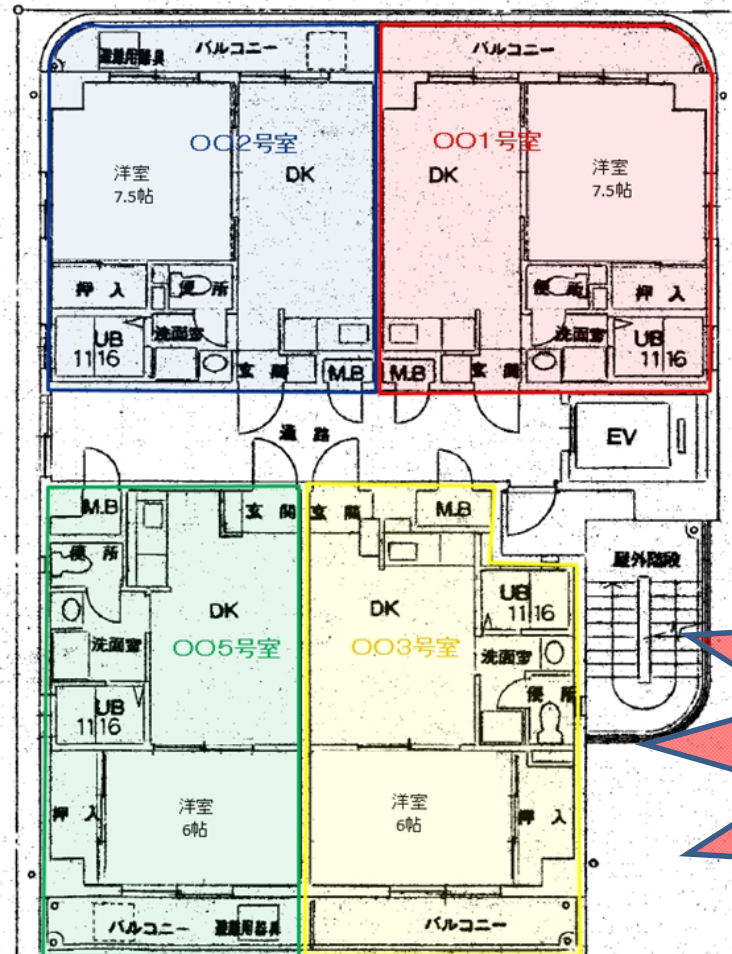 避難用器具
バルコニー
バルコニー
〇〇2号室
〇〇1号室
洋室
7.5帖
DK
DK
洋室
7.5帖
押入
便所
便所
押入
UB
1116
洗面室
洗面室
UB
1116
玄関
M.B
M.B
玄関
通路
EV
M.B
玄関
玄関
M.B
便所
屋外階段
DK
DK
UB
1116
洗面室
〇〇5号室
〇〇3号室
洗面室
UB
1116
便所
洋室
6帖
洋室
6帖
押入
押入
バルコニー
避難用器具
バルコニー